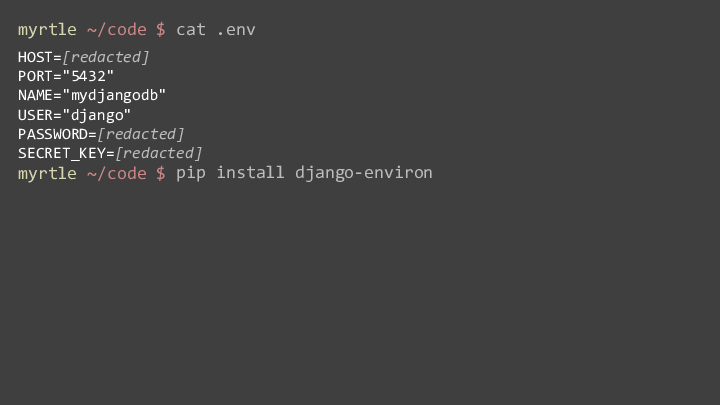 myrtle ~/code $ cat .env
HOST=[redacted]
PORT="5432"
NAME="mydjangodb"
USER="django"
PASSWORD=[redacted]
SECRET_KEY=[redacted]
myrtle ~/code $ pip install django-environ